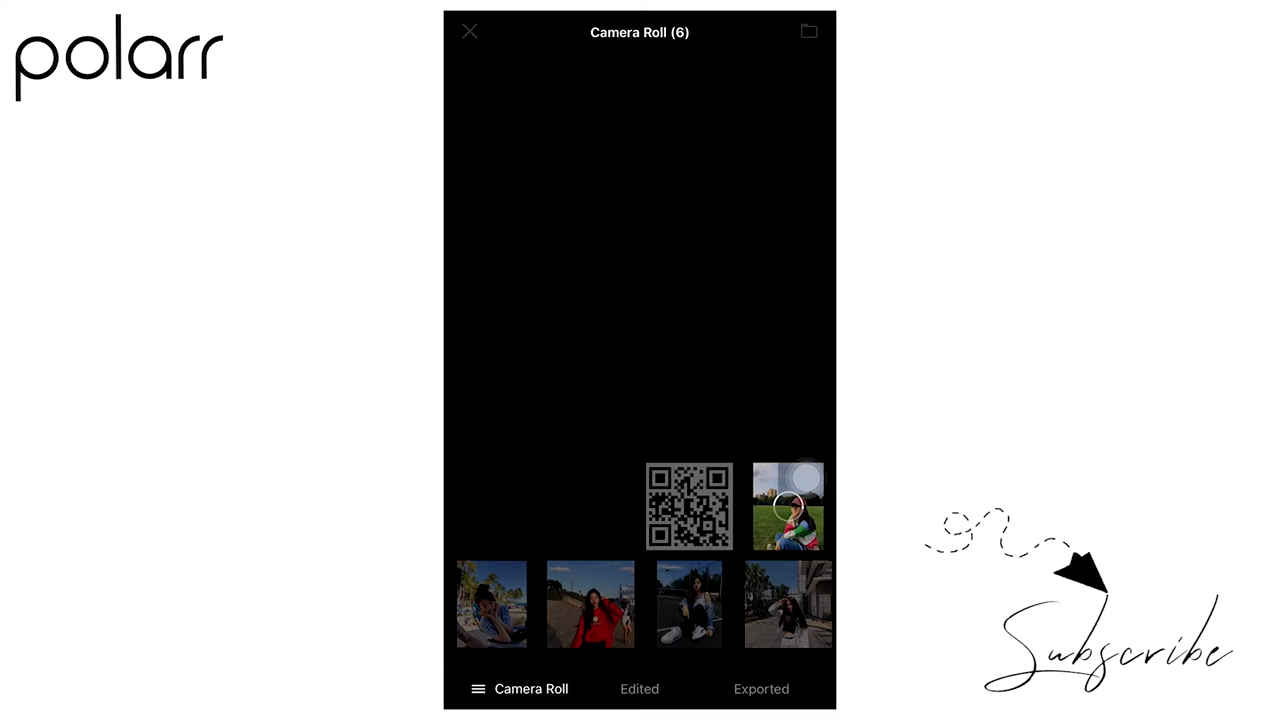 polarr
Camera Roll (6)
Camera Roll
Edited
Exported
Subscribe